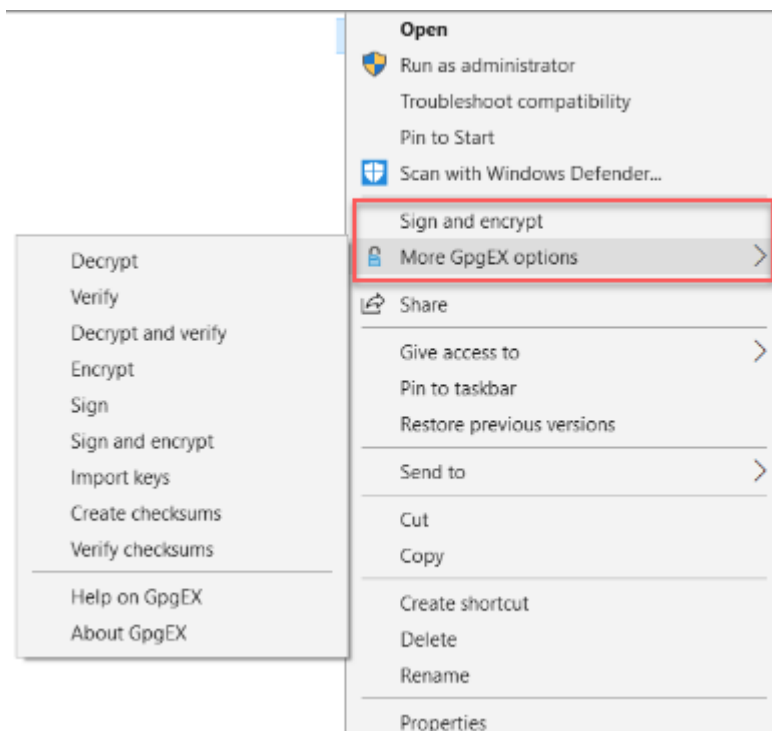 Open
Run as administrator
Troubleshoot compatibility
Pin to Start
Scan with Windows Defender...
Sign and encrypt
More GpgEX options
Share
Give access to
Pin to taskbar
Restore previous versions
Send to
Cut
Copy
Create shortcut
Delete
Rename
Properties
Decrypt
Verify
Decrypt and verify
Encrypt
Sign
Sign and encrypt
Import keys
Create checksums
Verify checksums
Help on GpgEX
About GpgEX